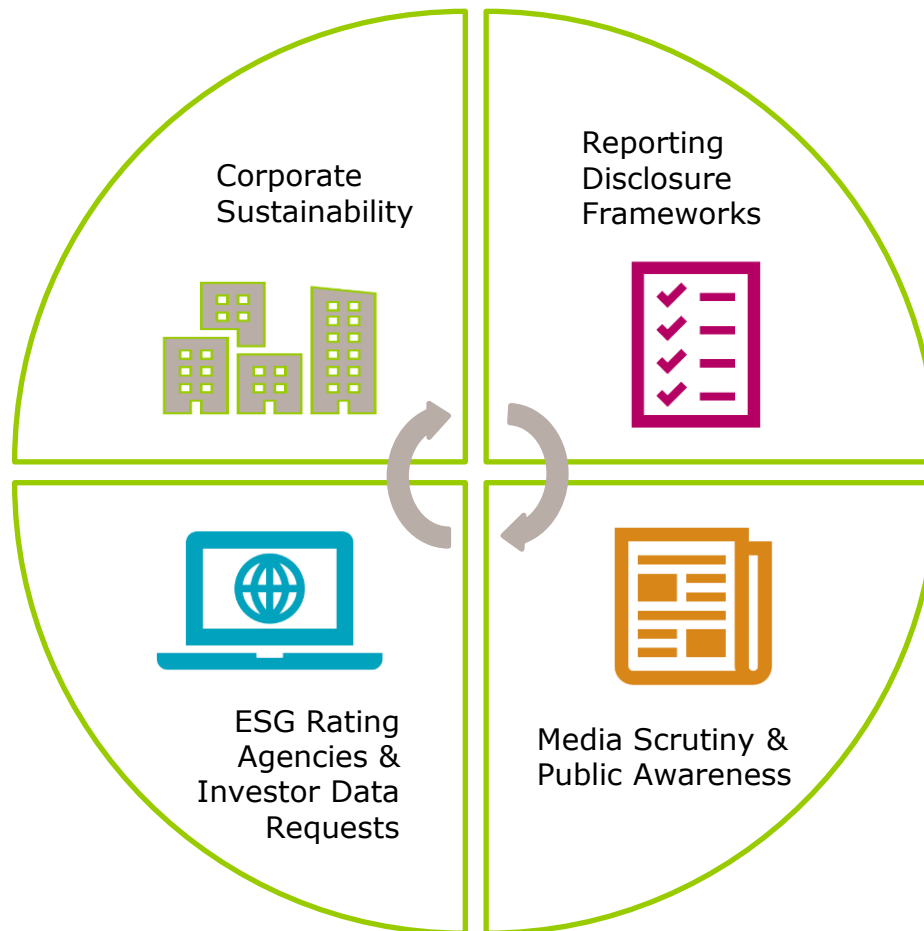 Corporate
Sustainability
Reporting
Disclosure
Frameworks
ESG Rating
Agencies &
Investor Data
Requests
Media Scrutiny &
Public Awareness